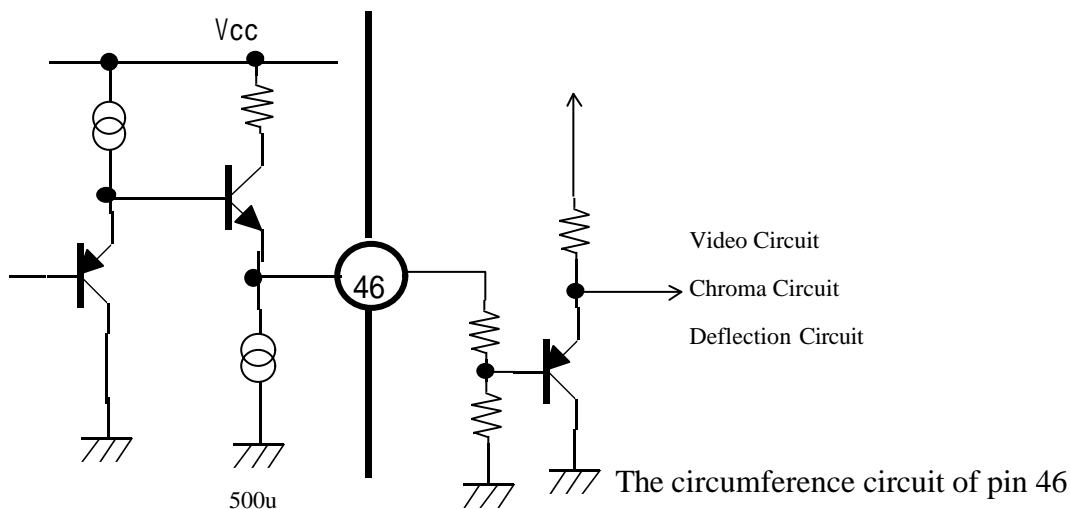 Vcc
46
Video Circuit
Chroma Circuit
Deflection Circuit
500u
The circumference circuit of pin 46